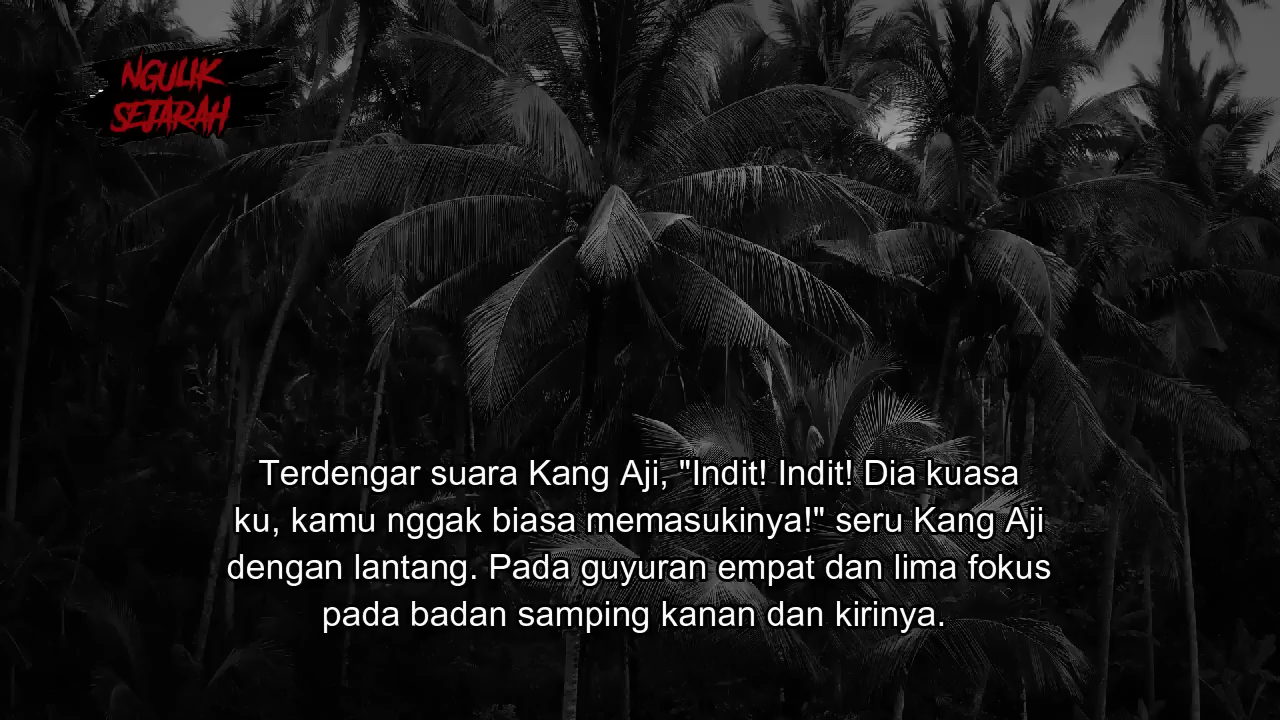 NGULIK
SEJARAH
Terdengar suara Kang Aji, "Indit! Indit! Dia kuasa
ku, kamu nggak biasa memasukinya!" seru Kang Aji
dengan lantang. Pada guyuran empat dan lima fokus
pada badan samping kanan dan kirinya.